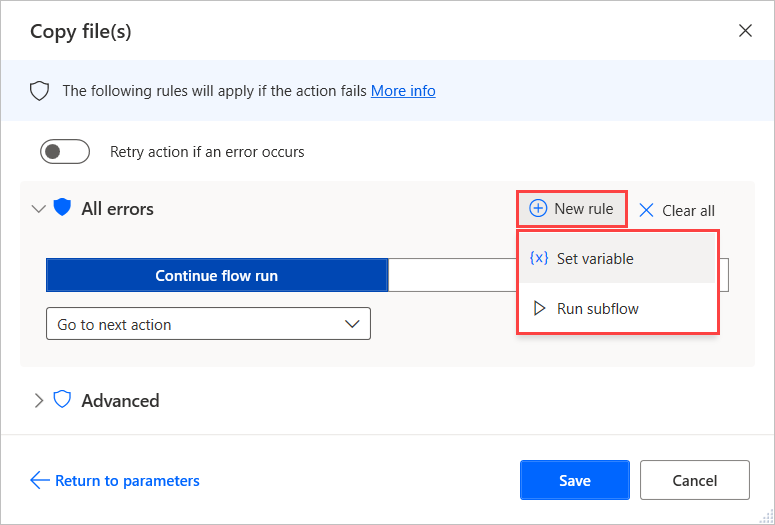 Copy file(s)
The following rules will apply if the action fails More info
Retry action if an error occurs
All errors
New rule
Clear all
{x} Set variable
Continue flow run
Run subflow
Go to next action
Advanced
Return to parameters
Save
Cancel